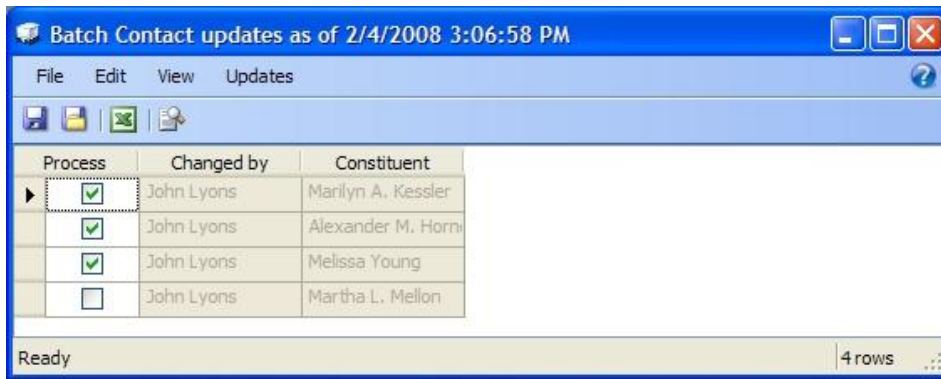 Batch Contact updates as of 2/4/2008 3:06:58 PM
File Edit View Updates
Process Changed by Constituent
John Lyons Marilyn A. Kessler
John Lyons Alexander M.
John Lyons Melissa Young
John Lyons Martha L. Mellon
Ready 4 rows